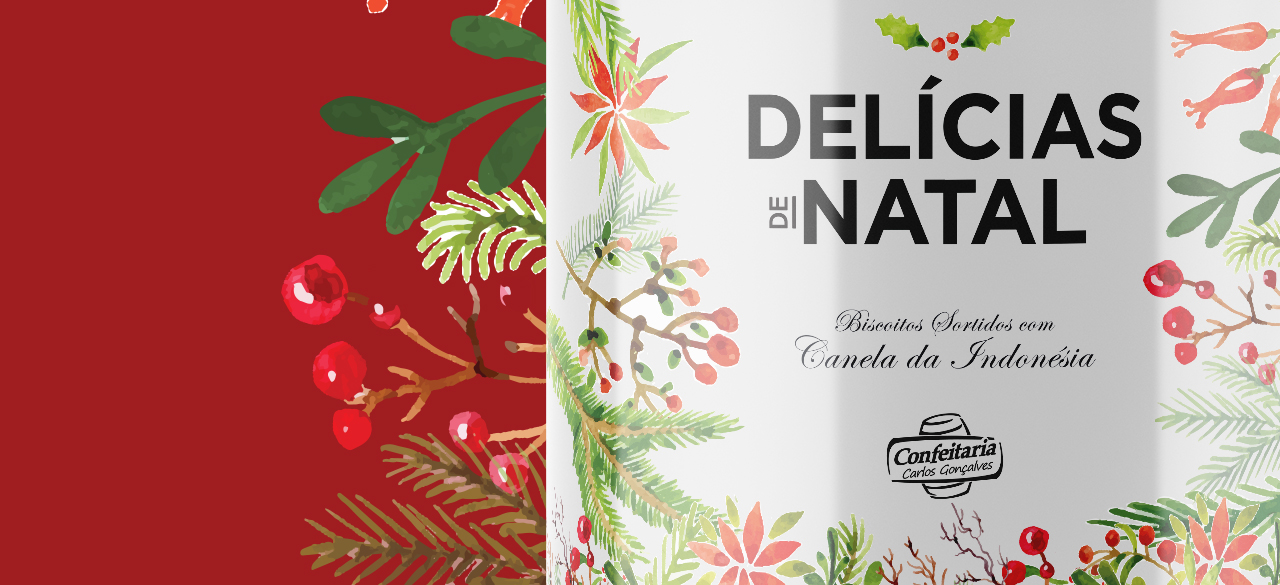 DELÍCIAS
DE NATAL
Biscoitos Sortidos com
Canela da Indonésia
Confeitaria
Carlos Gonçalves